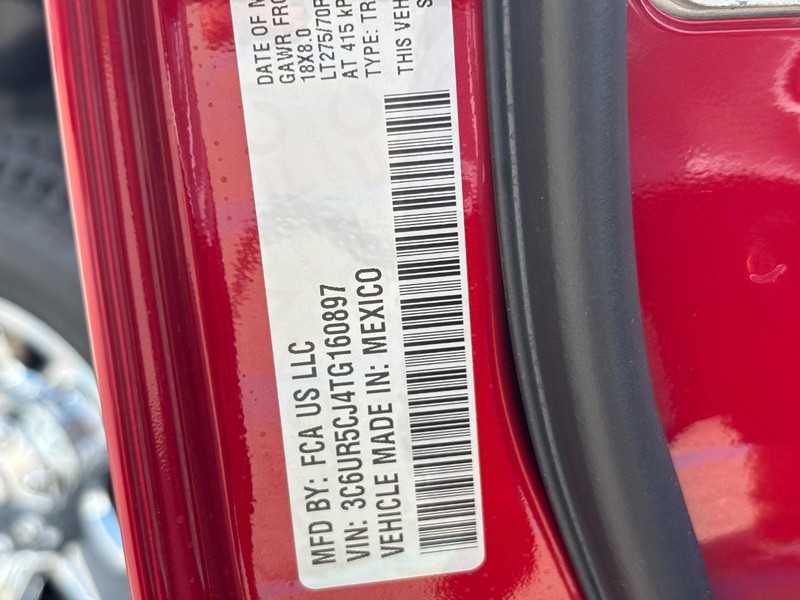 MFD BY: FCA US LLC
VIN: 3C6UR5CJ4TG160897
VEHICLE MADE IN: MEXICO
DATE OF M
GAWR FRO
18X8.0
LT275/70R
AT 415 kP
TYPE: TR
THIS VEH